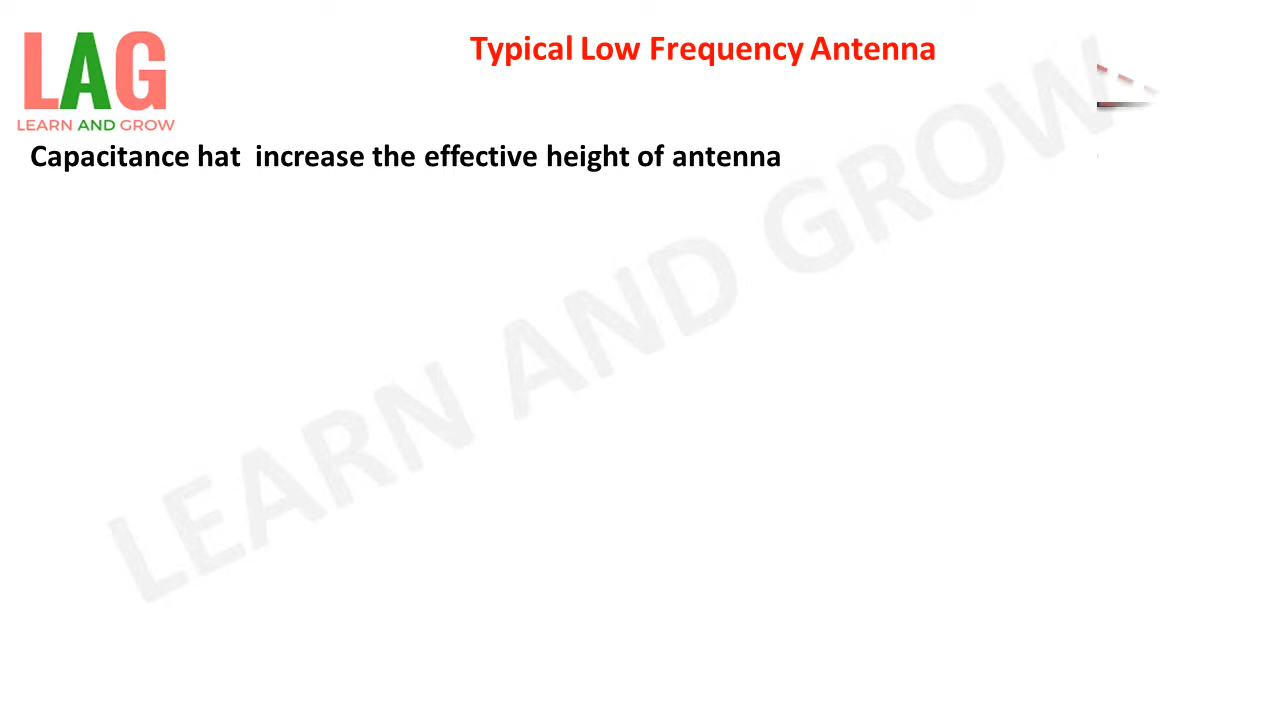 LAG
LEARN AND GROW
Typical Low Frequency Antenna
Capacitance hat  increase the effective height of antenna
LEARN AND GROW